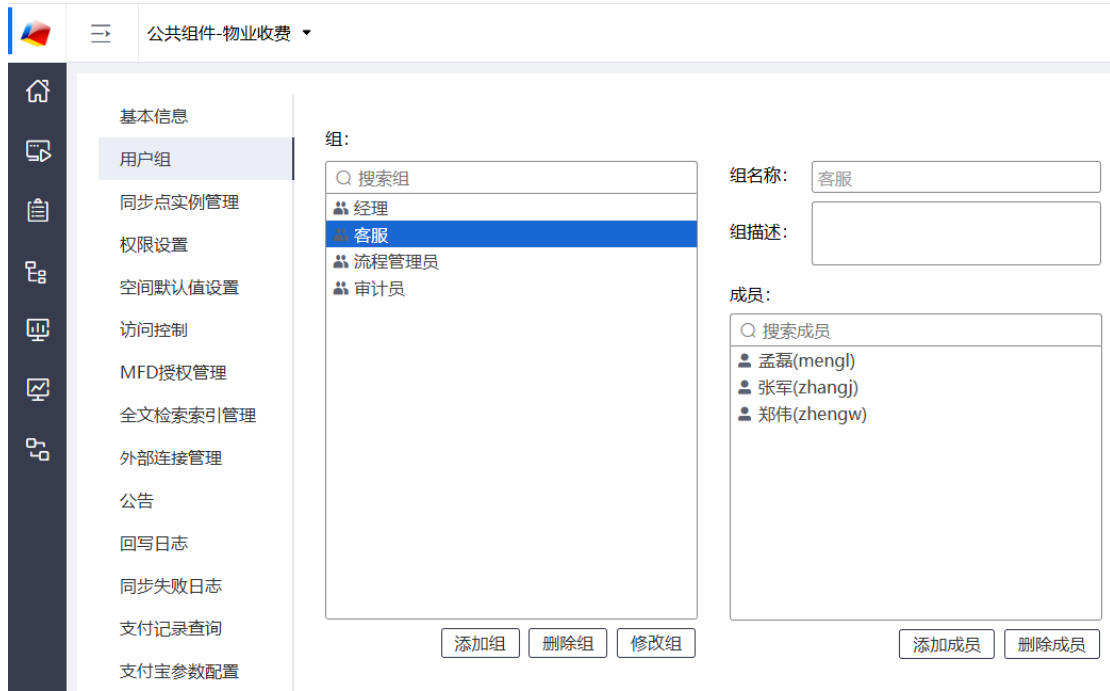 公共组件-物业收费
基本信息
用户组
同步点实例管理
权限设置
空间默认值设置
访问控制
MFD授权管理
全文检索索引管理
外部连接管理
公告
回写日志
同步失败日志
支付记录查询
支付宝参数配置
组：
搜索组
经理
客服
流程管理员
审计员
添加组 删除组 修改组
组名称： 客服
组描述：
成员：
搜索成员
孟磊(mengl)
张军(zhangj)
郑伟(zhengw)
添加成员 删除成员